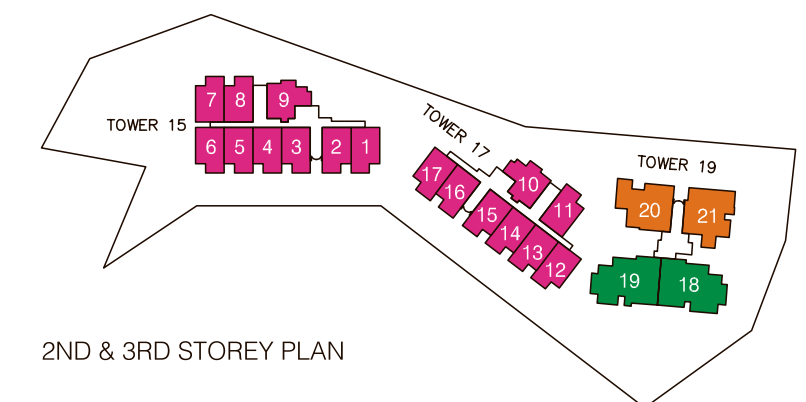 TOWER 15
7 8 9
6 5 4 3 2 1
TOWER 17
17 16 10 11
15 14 13 12
TOWER 19
20 21
19 18
2ND & 3RD STOREY PLAN